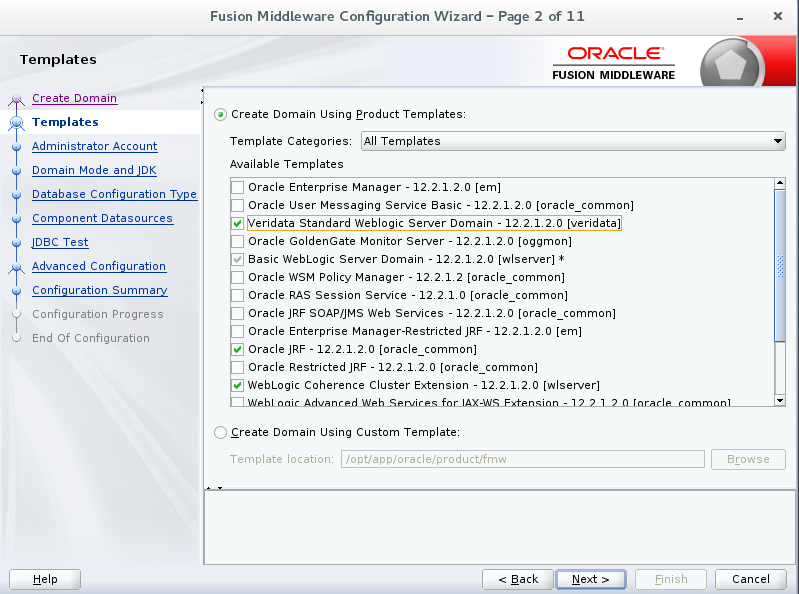 Fusion Middleware Configuration Wizard – Page 2 of 11
Templates
ORACLE
FUSION MIDDLEWARE
Create Domain
Templates
Administrator Account
Domain Mode and JDK
Database Configuration Type
Component Datasources
JDBC Test
Advanced Configuration
Configuration Summary
Configuration Progress
End Of Configuration
Create Domain Using Product Templates:
Template Categories: All Templates
Available Templates
Oracle Enterprise Manager - 12.2.1.2.0 [em]
Oracle User Messaging Service Basic - 12.2.1.2.0 [oracle_common]
Veridata Standard Weblogic Server Domain - 12.2.1.2.0 [veridata]
Oracle GoldenGate Monitor Server - 12.2.1.2.0 [oggmon]
Basic WebLogic Server Domain - 12.2.1.2.0 [wlserver] *
Oracle WSM Policy Manager - 12.2.1.2 [oracle_common]
Oracle RAS Session Service - 12.2.1.0 [oracle_common]
Oracle JRF SOAP/JMS Web Services - 12.2.1.2.0 [oracle_common]
Oracle Enterprise Manager-Restricted JRF - 12.2.1.2.0 [em]
Oracle JRF - 12.2.1.2.0 [oracle_common]
Oracle Restricted JRF - 12.2.1.2.0 [oracle_common]
WebLogic Coherence Cluster Extension - 12.2.1.2.0 [wlserver]
WebLogic Advanced Web Services for JAX-WS Extension - 12.2.1.2.0 [oracle_common]
Create Domain Using Custom Template:
Template location: /opt/app/oracle/product/fmw Browse
Help < Back Next > Finish Cancel